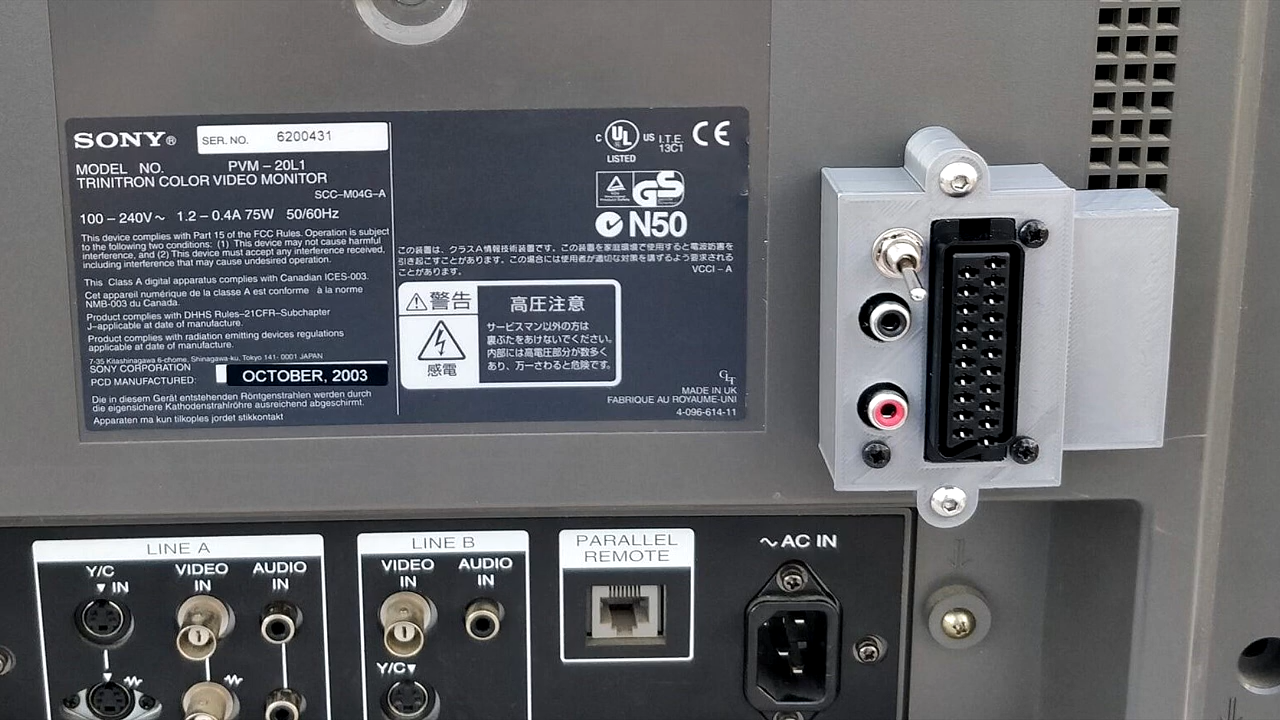 SONY®
SER. NO. 6200431
MODEL NO. PVM – 20L1
TRINITRON COLOR VIDEO MONITOR
SCC–M04G–A
100 – 240V～ 1.2 – 0.4A 75W 50/60Hz
This device complies with Part 15 of the FCC Rules. Operation is subject
to the following two conditions: (1) This device may not cause harmful
interference, and (2) This device must accept any interference received,
including interference that may cause undesired operation.
This Class A digital apparatus complies with Canadian ICES–003.
Cet appareil numérique de la classe A est conforme à la norme
NMB–003 du Canada.
Product complies with DHHS Rules–21CFR–Subchapter
J–applicable at date of manufacture.
Product complies with radiation emitting devices regulations
applicable at date of manufacture.
7-35 Kitashinagawa 6-chome, Shinagawa-ku, Tokyo 141- 0001 JAPAN
SONY CORPORATION
PCD MANUFACTURED: OCTOBER, 2003
Die in diesem Gerät entstehenden Röntgenstrahlen werden durch
die eigensichere Kathodenstrahlröhre ausreichend abgeschirmt.
Apparaten ma kun tilkoples jordet stikkontakt
C UL US I.T.E.
13C1
LISTED
CE
GS
N50
この装置は、クラスA情報技術装置です。この装置を家庭環境で使用すると電波妨害を
引き起こすことがあります。この場合には使用者が適切な対策を講ずるよう要求される
ことがあります。
VCCI – A
警告
感電
高圧注意
サービスマン以外の方は
裏ぶたをあけないでください。
内部には高電圧部分が数多く
あり、万一さわると危険です。
MADE IN UK
FABRIQUE AU ROYAUME-UNI
4-096-614-11
LINE A
Y/C
▼ IN
VIDEO
IN
AUDIO
IN
LINE B
VIDEO
IN
AUDIO
IN
Y/C▼
PARALLEL
REMOTE
～AC IN